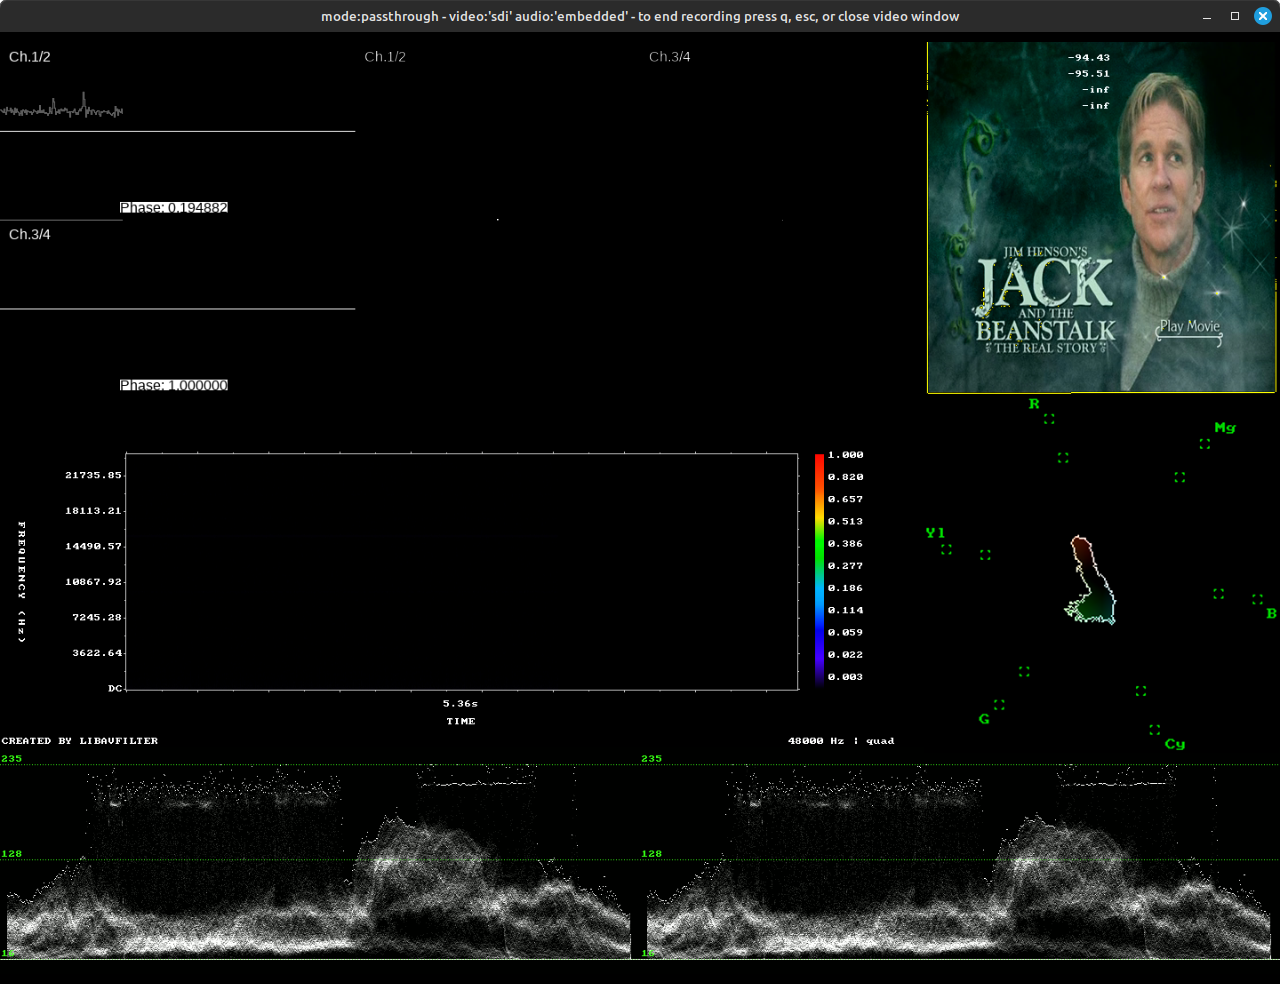 mode:passthrough - video:'sdi' audio:'embedded' - to end recording press q, esc, or close video window
Ch.1/2
Phase: 0.194882
Ch.3/4
Phase: 1.000000
Ch.1/2
Ch.3/4
-94.43
-95.51
-inf
-inf
JIM HENSON'S
JACK
AND THE
BEANSTALK
THE REAL STORY
Play Movie
FREQUENCY (Hz)
21735.85
18113.21
14490.57
10867.92
7245.28
3622.64
DC
5.36s
TIME
1.000
0.820
0.657
0.513
0.386
0.277
0.186
0.114
0.059
0.022
0.003
CREATED BY LIBAVFILTER
48000 Hz | quad
R
Mg
Yl
B
G
Cy
235
128
16
235
128
16